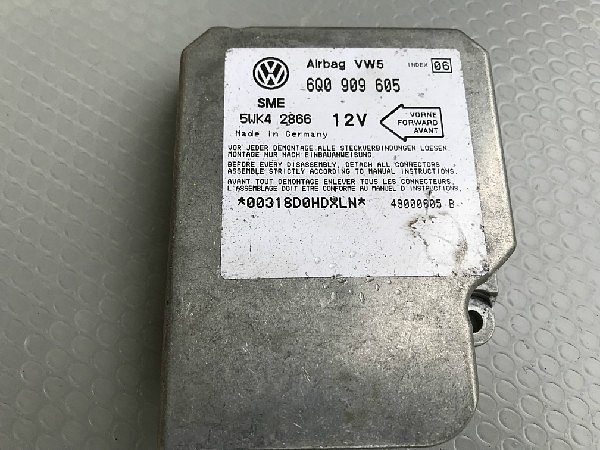 Airbag VW5 INDEX 06
6Q0 909 605
SME
5WK4 2866 12V
VORNE
FORWARD
AVANT
Made in Germany
VOR JEDER DEMONTAGE ALLE STECKVERBINDUNGEN LOESEN
MONTAGE NUR NACH EINBAUANWEISUNG.
BEFORE EVERY DISASSEMBLY, DETACH ALL CONNECTORS
ASSEMBLE STRICTLY ACCORDING TO MANUAL INSTRUCTIONS.
AVANT TOUT DEMONTAGE ENLEVER TOUS LES CONNECTEURS.
L'ASSEMBLAGE DOIT ETRE CONFORME AU MANUEL D'INSTRUCTIONS.
*00318D0HDXLN* 48000805 B